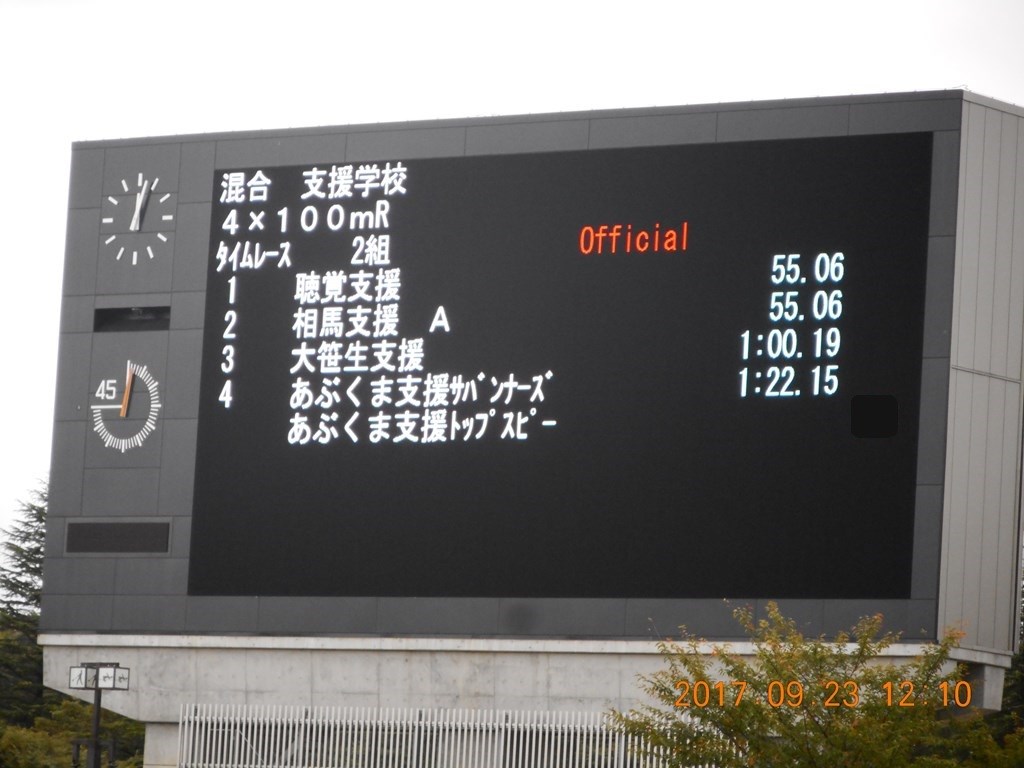 混合　支援学校
4×100mR
ﾀｲﾑﾚｰｽ　2組
Official
1　聴覚支援　55.06
2　相馬支援　A　55.06
3　大笹生支援　1:00.19
4　あぶくま支援ｻﾊﾞﾝﾅｰｽﾞ　1:22.15
あぶくま支援ﾄｯﾌﾟｽﾋﾟｰ
45
2017 09 23 12:10